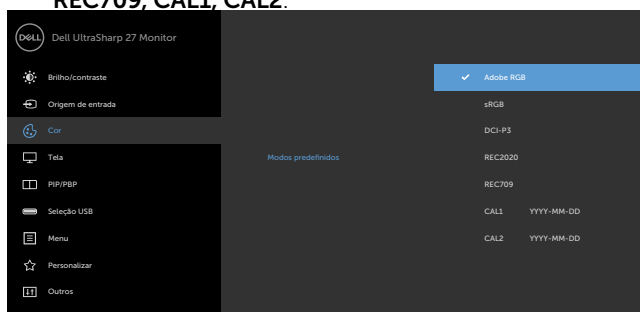 REC709, CAL1, CAL2.
DELL Dell UltraSharp 27 Monitor
Brilho/contraste
Adobe RGB
Origem de entrada
sRGB
Cor
DCI-P3
Tela
Modos predefinidos
REC2020
PIP/PBP
REC709
Seleção USB
CAL1 YYYY-MM-DD
Menu
CAL2 YYYY-MM-DD
Personalizar
Outros